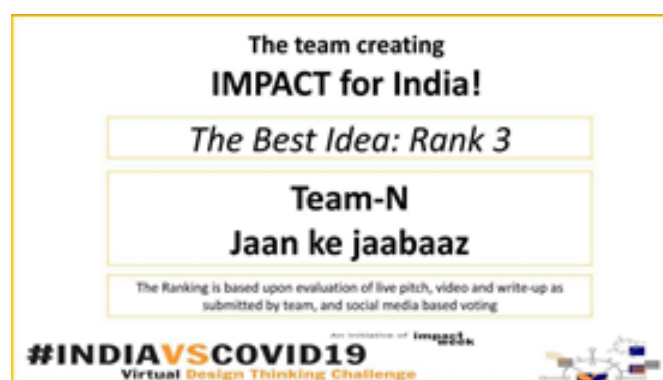 The team creating
IMPACT for India!
The Best Idea: Rank 3
Team-N
Jaan ke jaabaaz
The Ranking is based upon evaluation of live pitch, video and write-up as
submitted by team, and social media based voting
An initiative of impact
week
#INDIAVSCOVID19
Virtual Design Thinking Challenge